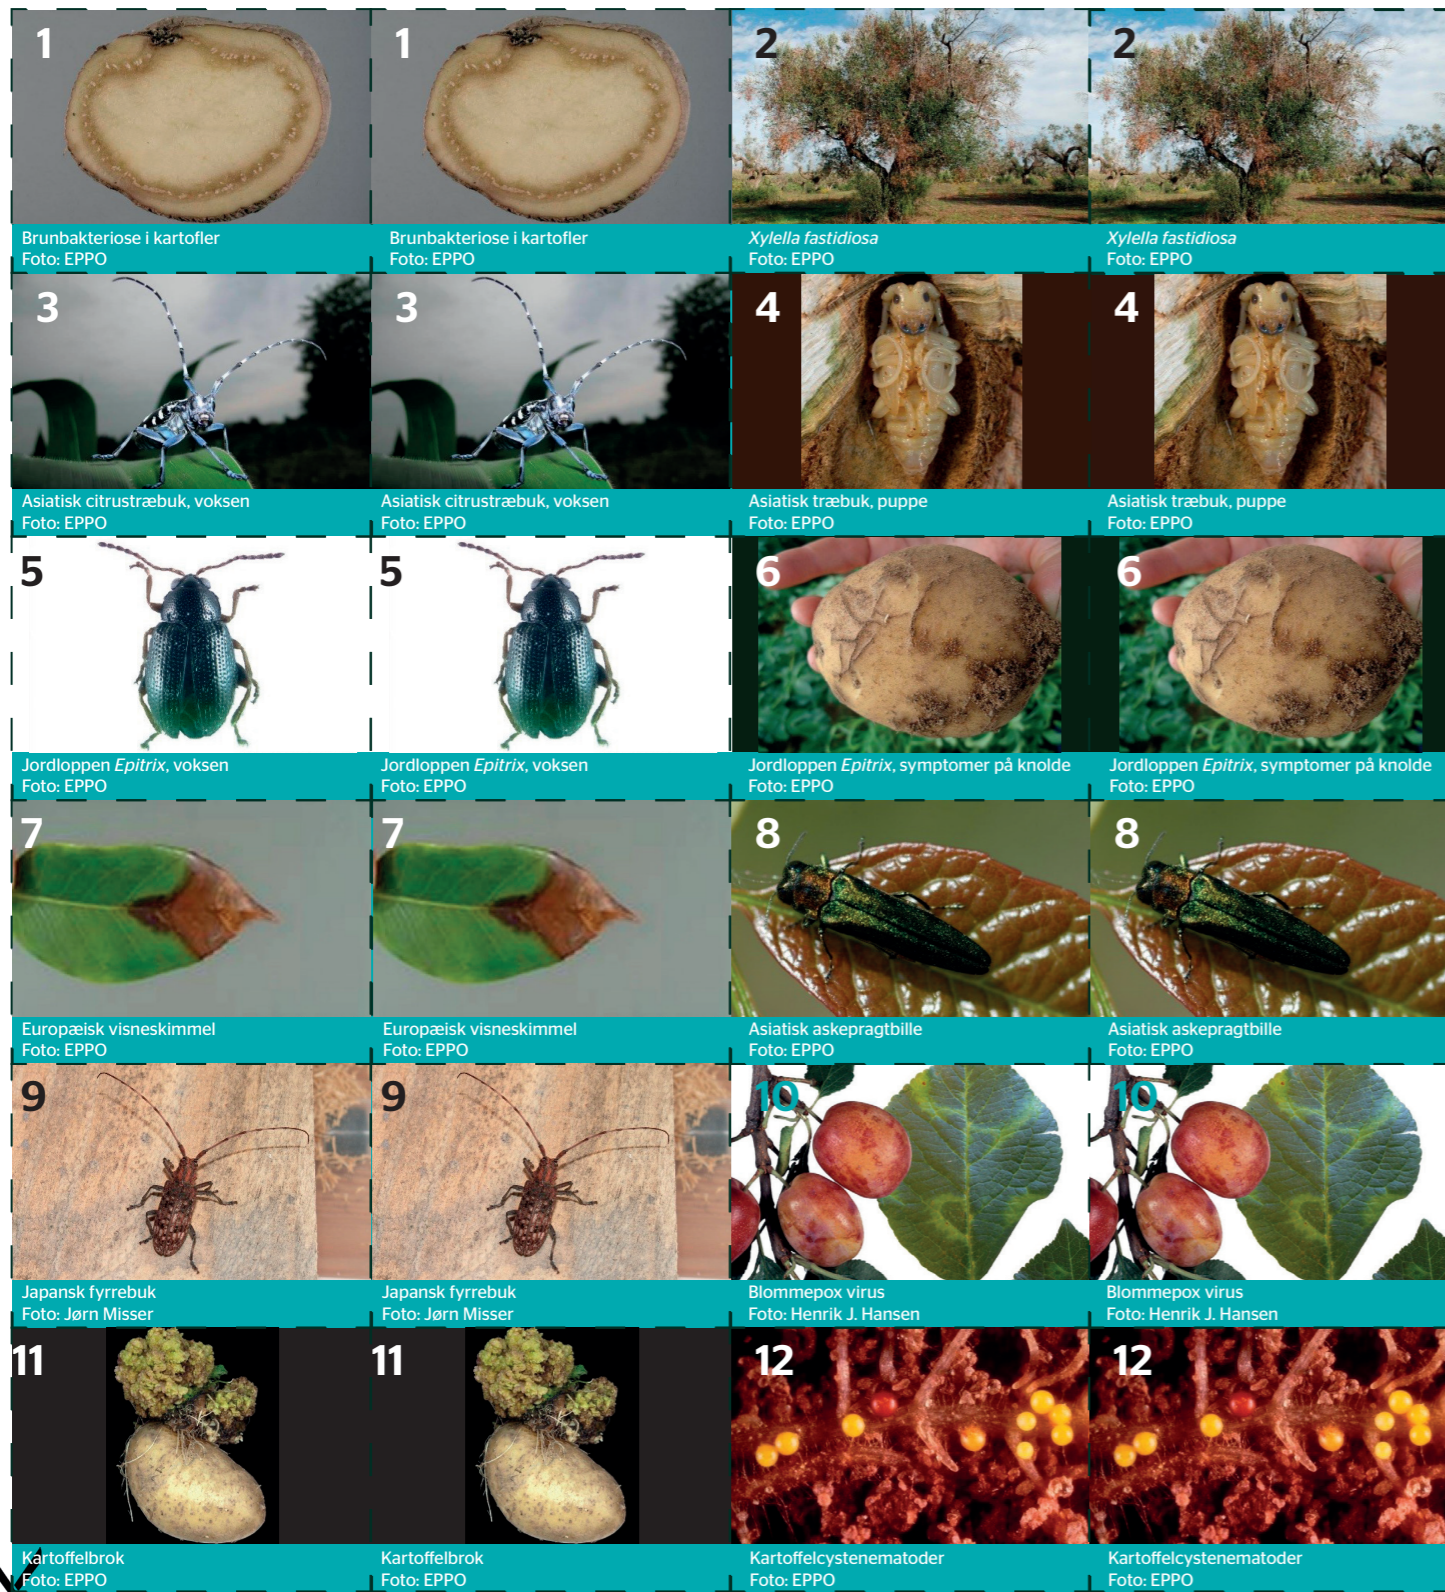 1
1
2
2
Brunbakteriose i kartofler
Foto: EPPO
Brunbakteriose i kartofler
Foto: EPPO
Xylella fastidiosa
Foto: EPPO
Xylella fastidiosa
Foto: EPPO
3
3
4
4
Asiatisk citrustræbuk, voksen
Foto: EPPO
Asiatisk citrustræbuk, voksen
Foto: EPPO
Asiatisk træbuk, puppe
Foto: EPPO
Asiatisk træbuk, puppe
Foto: EPPO
5
5
6
6
Jordloppen Epitrix, voksen
Foto: EPPO
Jordloppen Epitrix, voksen
Foto: EPPO
Jordloppen Epitrix, symptomer på knolde
Foto: EPPO
Jordloppen Epitrix, symptomer på knolde
Foto: EPPO
7
7
8
8
Europæisk visneskimmel
Foto: EPPO
Europæisk visneskimmel
Foto: EPPO
Asiatisk askepragtbille
Foto: EPPO
Asiatisk askepragtbille
Foto: EPPO
9
9
10
10
Japansk fyrrebuk
Foto: Jørn Misser
Japansk fyrrebuk
Foto: Jørn Misser
Blommepox virus
Foto: Henrik J. Hansen
Blommepox virus
Foto: Henrik J. Hansen
11
11
12
12
Kartoffelbrok
Foto: EPPO
Kartoffelbrok
Foto: EPPO
Kartoffelcystenematoder
Foto: EPPO
Kartoffelcystenematoder
Foto: EPPO